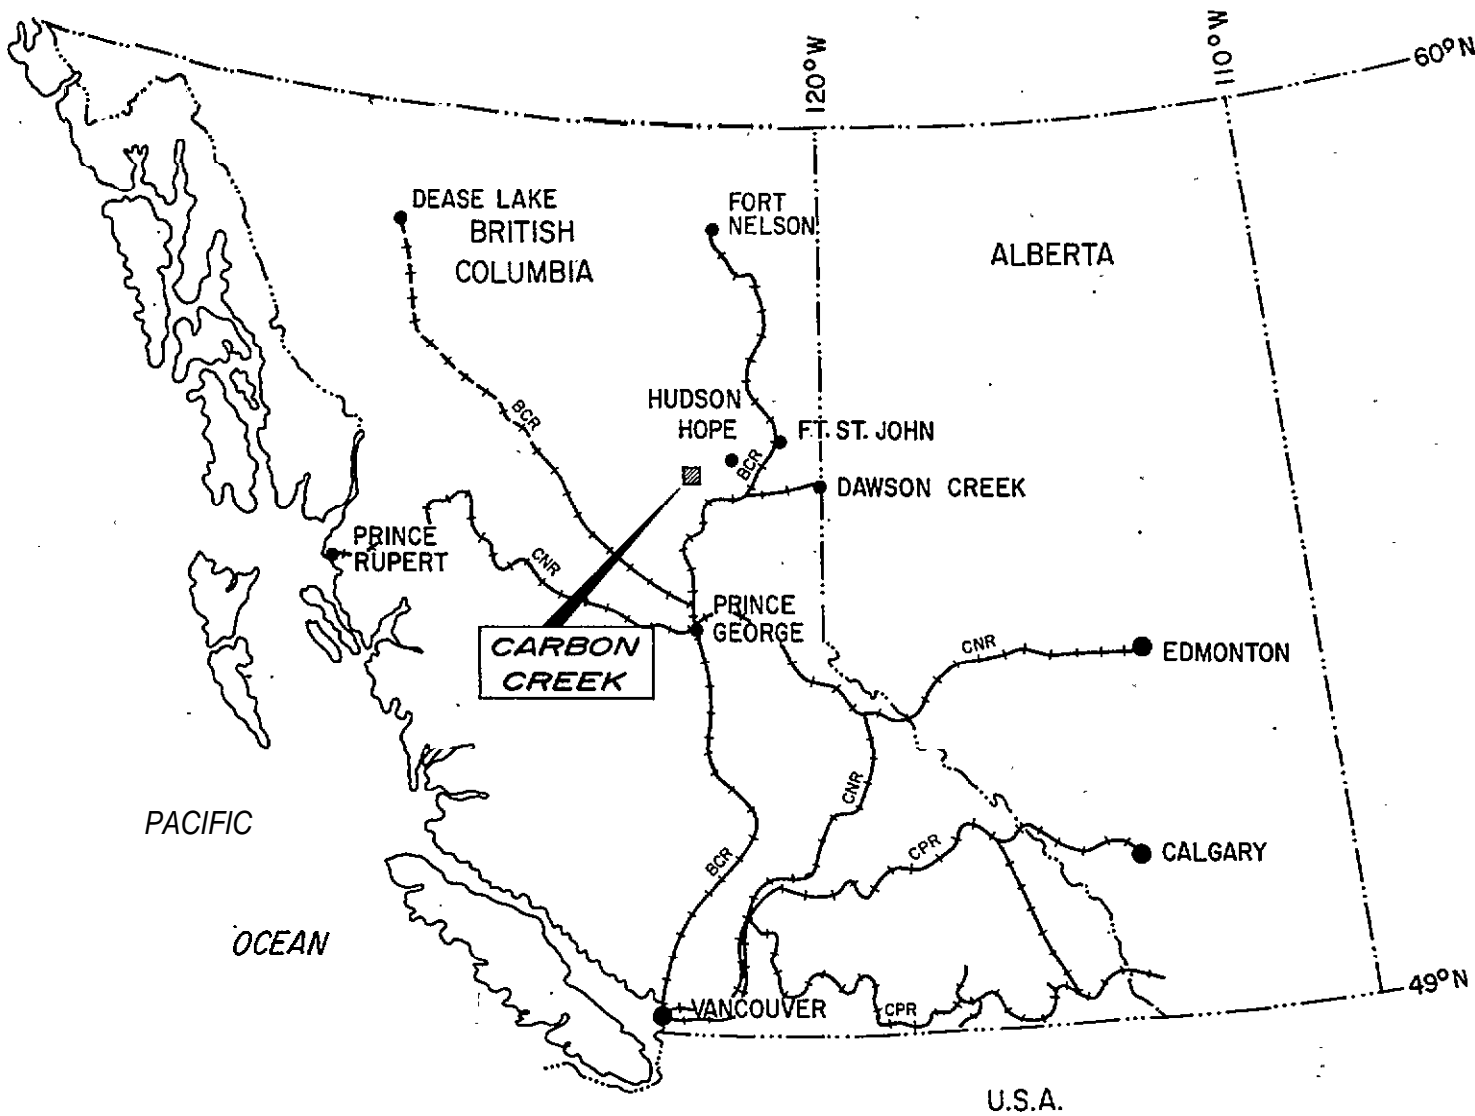 120°W
110°W
60°N
DEASE LAKE
BRITISH
COLUMBIA
FORT
NELSON
ALBERTA
HUDSON
HOPE
BCR
FT. ST. JOHN
BCR
DAWSON CREEK
PRINCE
RUPERT
CNR
PRINCE
GEORGE
CARBON
CREEK
CNR
EDMONTON
CNR
PACIFIC
BCR
CPR
CALGARY
OCEAN
VANCOUVER
CPR
49°N
U.S.A.